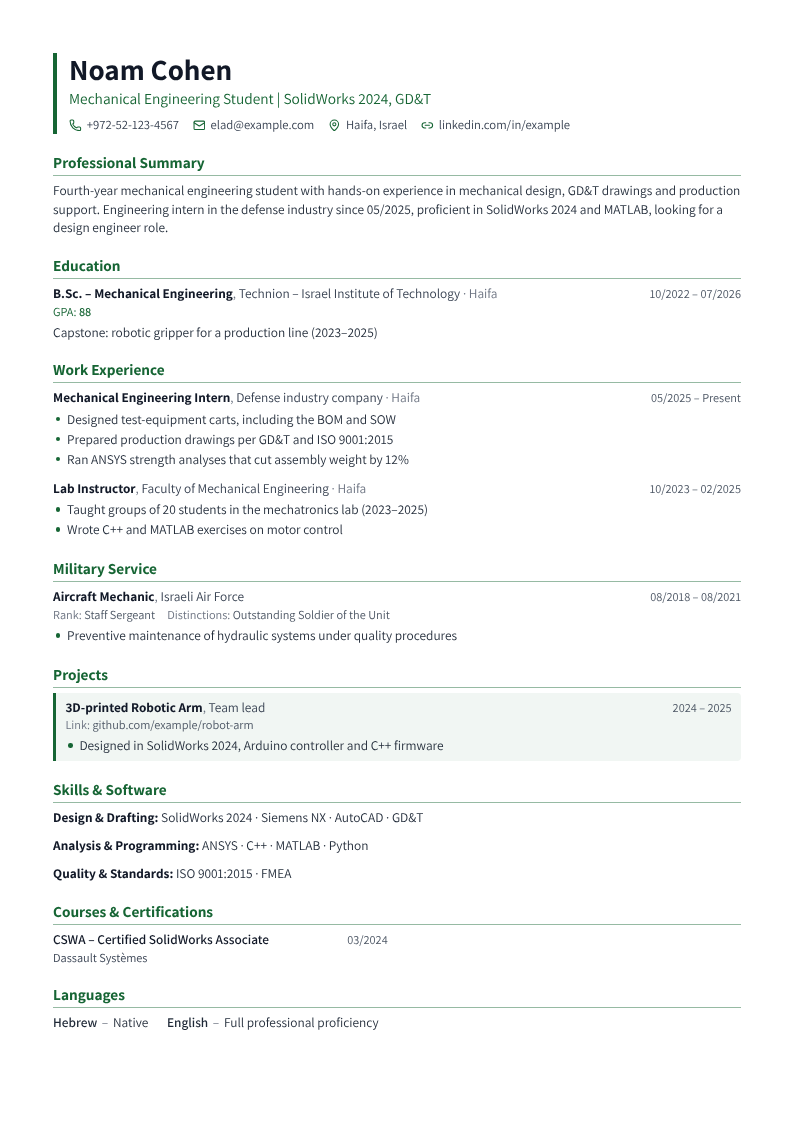 Noam Cohen
Mechanical Engineering Student | SolidWorks 2024, GD&T
+972-52-123-4567 elad@example.com Haifa, Israel linkedin.com/in/example
Professional Summary
Fourth-year mechanical engineering student with hands-on experience in mechanical design, GD&T drawings and production
support. Engineering intern in the defense industry since 05/2025, proficient in SolidWorks 2024 and MATLAB, looking for a
design engineer role.
Education
B.Sc. – Mechanical Engineering, Technion – Israel Institute of Technology · Haifa 10/2022 – 07/2026
GPA: 88
Capstone: robotic gripper for a production line (2023–2025)
Work Experience
Mechanical Engineering Intern, Defense industry company · Haifa 05/2025 – Present
• Designed test-equipment carts, including the BOM and SOW
• Prepared production drawings per GD&T and ISO 9001:2015
• Ran ANSYS strength analyses that cut assembly weight by 12%
Lab Instructor, Faculty of Mechanical Engineering · Haifa 10/2023 – 02/2025
• Taught groups of 20 students in the mechatronics lab (2023–2025)
• Wrote C++ and MATLAB exercises on motor control
Military Service
Aircraft Mechanic, Israeli Air Force 08/2018 – 08/2021
Rank: Staff Sergeant Distinctions: Outstanding Soldier of the Unit
• Preventive maintenance of hydraulic systems under quality procedures
Projects
3D-printed Robotic Arm, Team lead 2024 – 2025
Link: github.com/example/robot-arm
• Designed in SolidWorks 2024, Arduino controller and C++ firmware
Skills & Software
Design & Drafting: SolidWorks 2024 · Siemens NX · AutoCAD · GD&T
Analysis & Programming: ANSYS · C++ · MATLAB · Python
Quality & Standards: ISO 9001:2015 · FMEA
Courses & Certifications
CSWA – Certified SolidWorks Associate 03/2024
Dassault Systèmes
Languages
Hebrew – Native English – Full professional proficiency